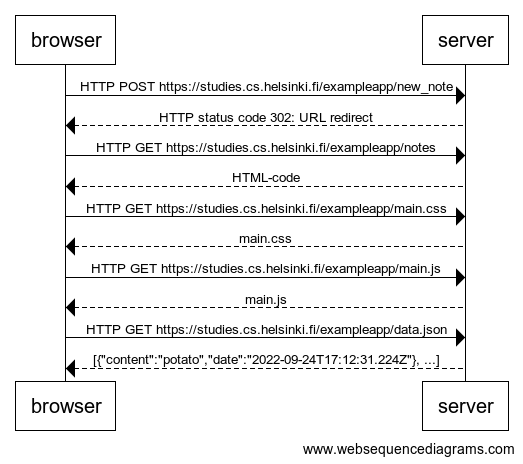 browser server
HTTP POST https://studies.cs.helsinki.fi/exampleapp/new_note
HTTP status code 302: URL redirect
HTTP GET https://studies.cs.helsinki.fi/exampleapp/notes
HTML-code
HTTP GET https://studies.cs.helsinki.fi/exampleapp/main.css
main.css
HTTP GET https://studies.cs.helsinki.fi/exampleapp/main.js
main.js
HTTP GET https://studies.cs.helsinki.fi/exampleapp/data.json
[{"content":"potato","date":"2022-09-24T17:12:31.224Z"}, ...]
browser server
www.websequencediagrams.com